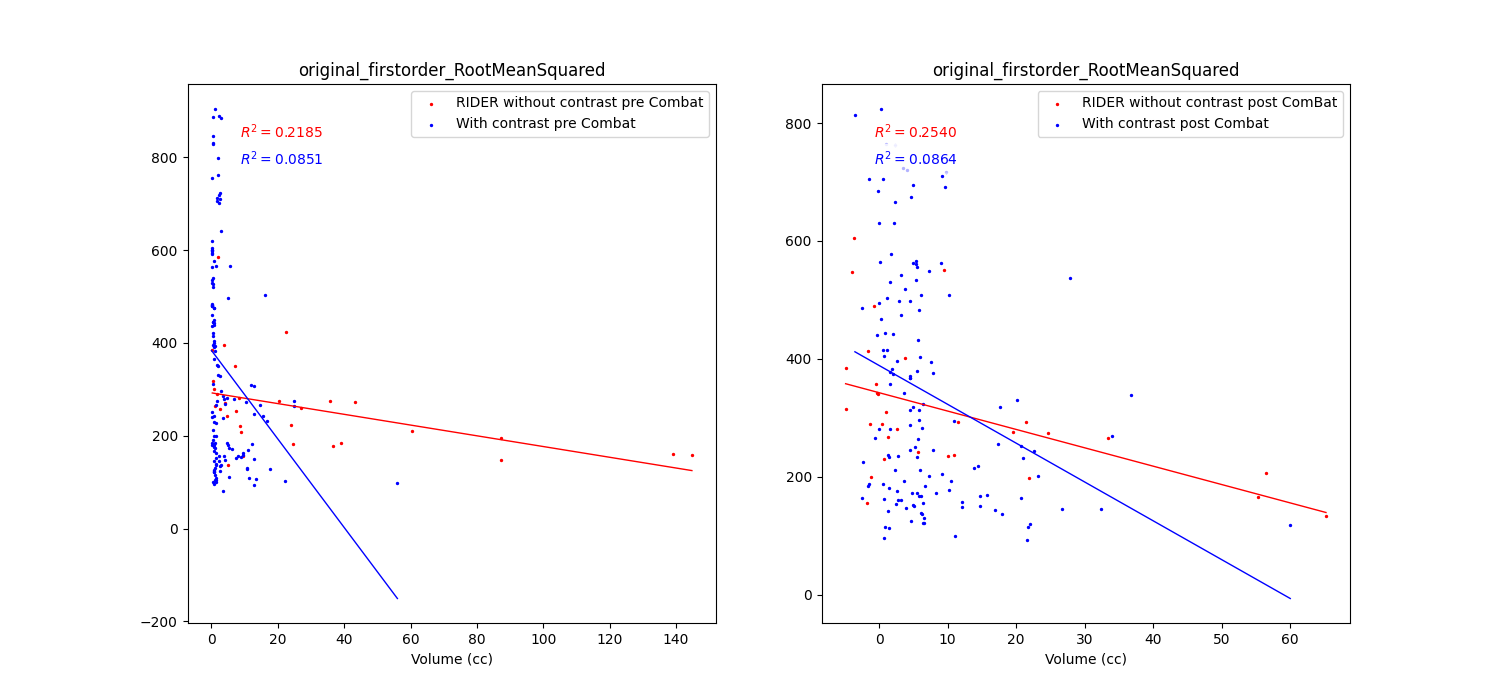 original_firstorder_RootMeanSquared
RIDER without contrast pre Combat
With contrast pre Combat
R² = 0.2185
R² = 0.0851
800
600
400
200
0
−200
0 20 40 60 80 100 120 140
Volume (cc)
original_firstorder_RootMeanSquared
RIDER without contrast post ComBat
With contrast post Combat
R² = 0.2540
R² = 0.0864
800
600
400
200
0
0 10 20 30 40 50 60
Volume (cc)